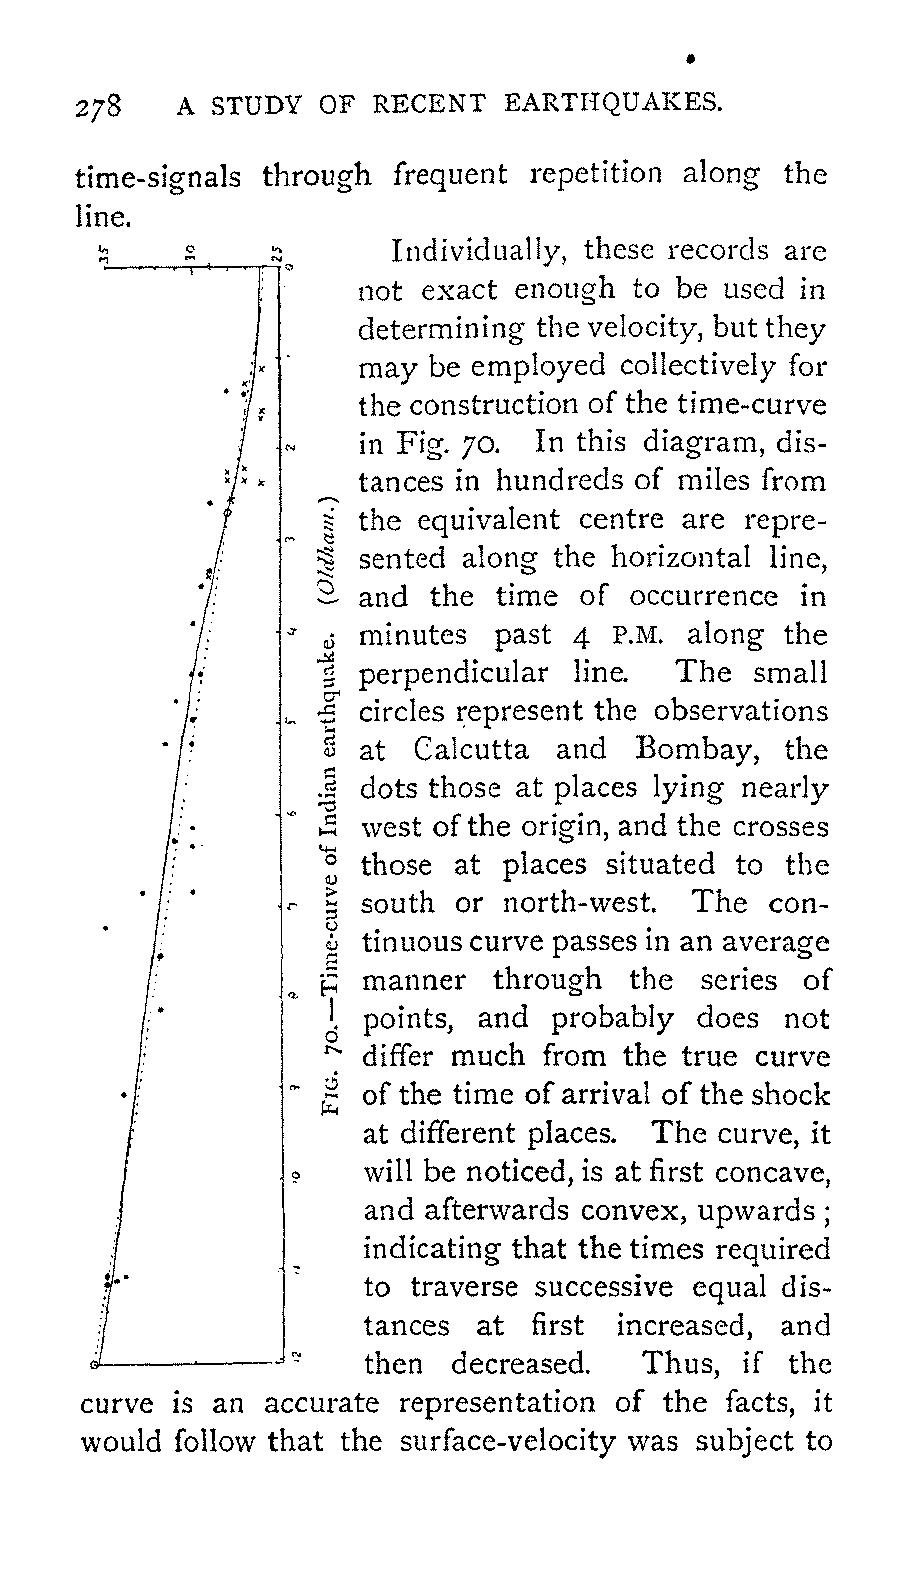 278 A STUDY OF RECENT EARTHQUAKES.
time-signals through frequent repetition along the
line.
Individually, these records are
not exact enough to be used in
determining the velocity, but they
may be employed collectively for
the construction of the time-curve
in Fig. 70. In this diagram, dis-
tances in hundreds of miles from
the equivalent centre are repre-
sented along the horizontal line,
and the time of occurrence in
minutes past 4 P.M. along the
perpendicular line. The small
circles represent the observations
at Calcutta and Bombay, the
dots those at places lying nearly
west of the origin, and the crosses
those at places situated to the
south or north-west. The con-
tinuous curve passes in an average
manner through the series of
points, and probably does not
differ much from the true curve
of the time of arrival of the shock
at different places. The curve, it
will be noticed, is at first concave,
and afterwards convex, upwards ;
indicating that the times required
to traverse successive equal dis-
tances at first increased, and
then decreased. Thus, if the
curve is an accurate representation of the facts, it
would follow that the surface-velocity was subject to
35 30 25
0
2
3
4
5
6
7
8
9
10
11
12
FIG. 70.—Time-curve of Indian earthquake. (Oldham.)